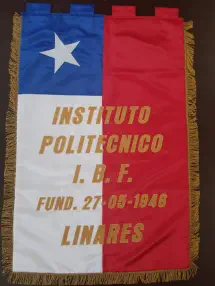 INSTITUTO
POLITECNICO
I. B. F.
FUND. 27-05-1946
LINARES